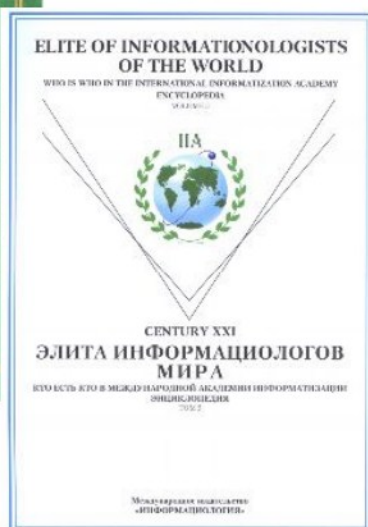 ELITE OF INFORMATIONOLOGISTS
OF THE WORLD
WHO IS WHO IN THE INTERNATIONAL INFORMATIZATION ACADEMY
ENCYCLOPEDIA
IIA
CENTURY XXI
ЭЛИТА ИНФОРМАЦИОЛОГОВ
МИРА
КТО ЕСТЬ КТО В МЕЖДУНАРОДНОЙ АКАДЕМИИ ИНФОРМАТИЗАЦИИ
ЭНЦИКЛОПЕДИЯ
Международное издательство
«ИНФОРМАЦИОЛОГИЯ»